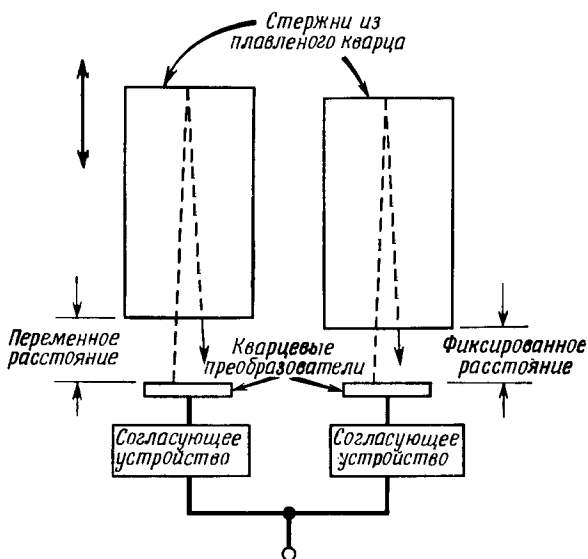 Стержни из
плавленого кварца
Переменное
расстояние
Кварцевые
преобразователи
Фиксированное
расстояние
Согласующее
устройство
Согласующее
устройство